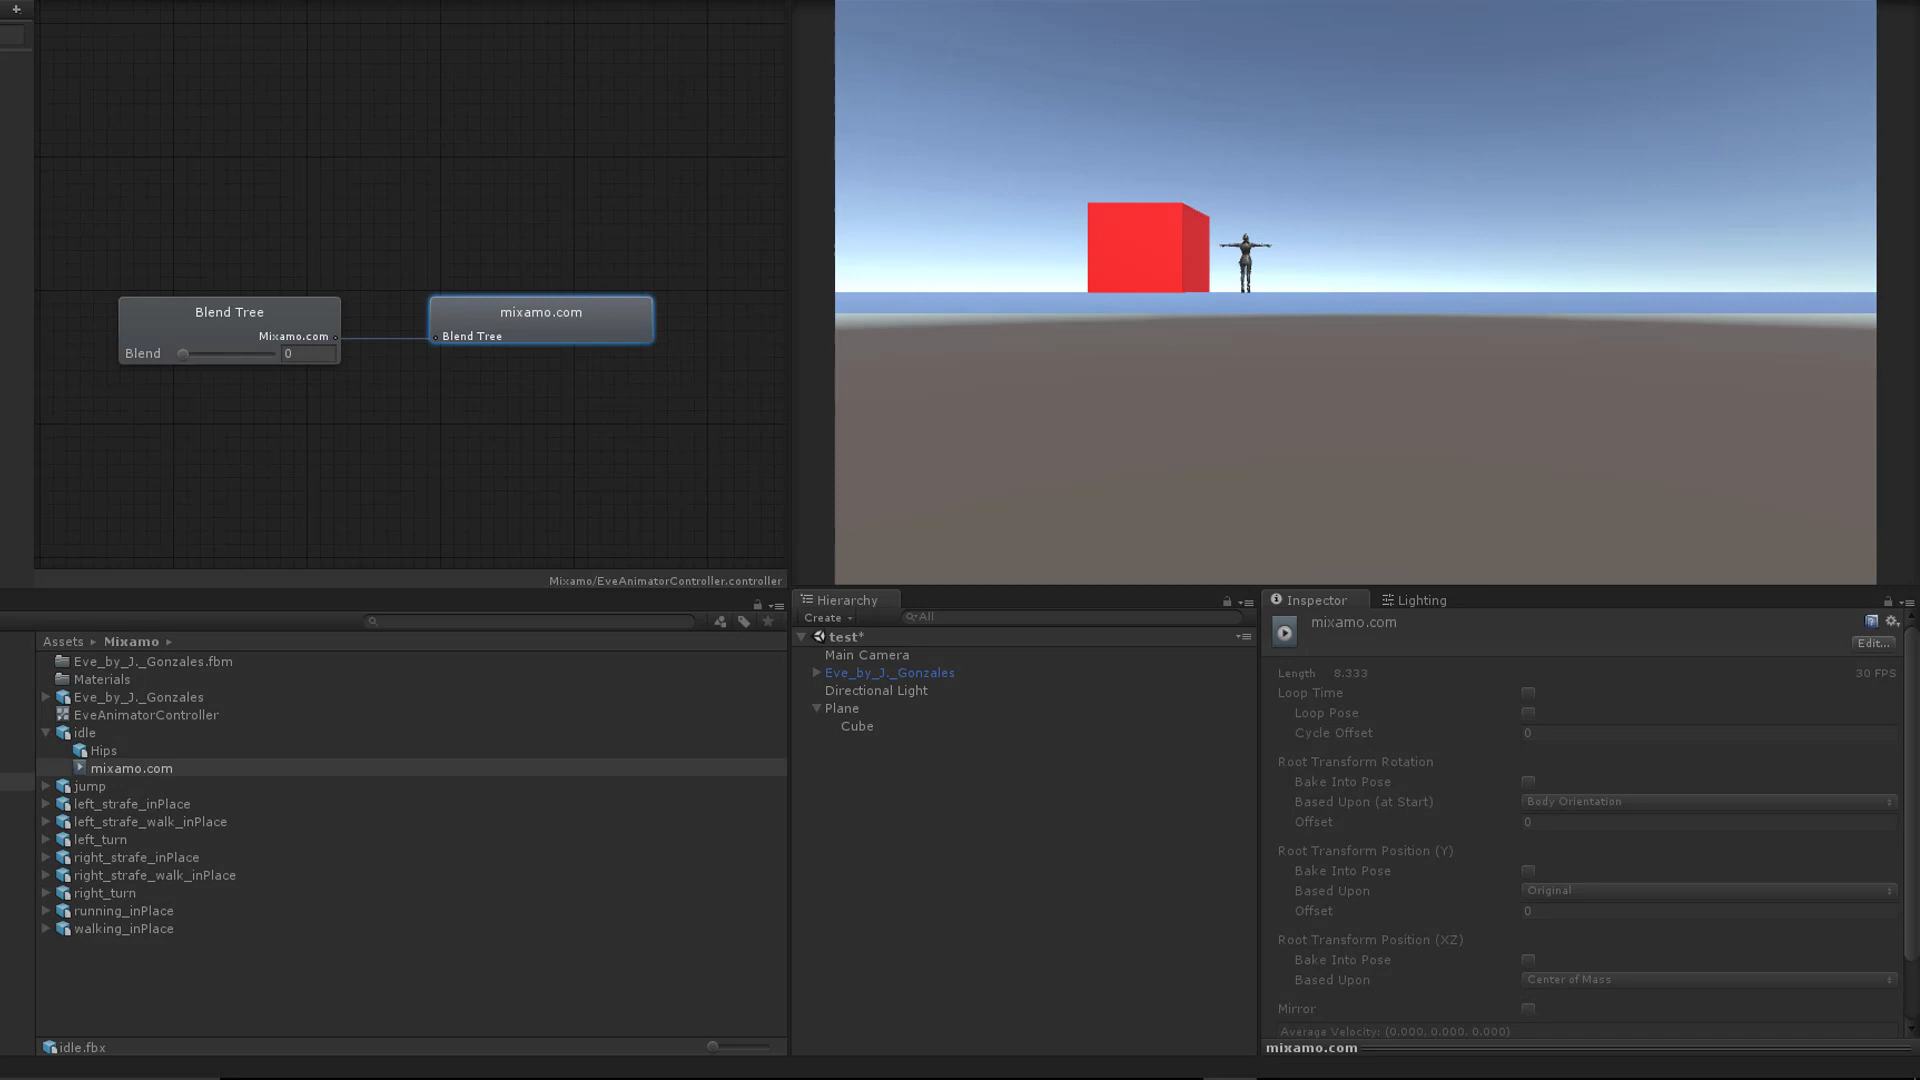 Blend Tree
Mixamo.com
Blend 0
mixamo.com
Blend Tree
Mixamo/EveAnimatorController.controller
Assets Mixamo
Eve_by_J._Gonzales.fbm
Materials
Eve_by_J._Gonzales
EveAnimatorController
idle
Hips
mixamo.com
jump
left_strafe_inPlace
left_strafe_walk_inPlace
left_turn
right_strafe_inPlace
right_strafe_walk_inPlace
right_turn
running_inPlace
walking_inPlace
idle.fbx
Hierarchy
Create All
test*
Main Camera
Eve_by_J._Gonzales
Directional Light
Plane
Cube
Inspector Lighting
mixamo.com
Edit...
Length 8.333 30 FPS
Loop Time
Loop Pose
Cycle Offset 0
Root Transform Rotation
Bake Into Pose
Based Upon (at Start) Body Orientation
Offset 0
Root Transform Position (Y)
Bake Into Pose
Based Upon Original
Offset 0
Root Transform Position (XZ)
Bake Into Pose
Based Upon Center of Mass
Mirror
Average Velocity: (0.000, 0.000, 0.000)
mixamo.com